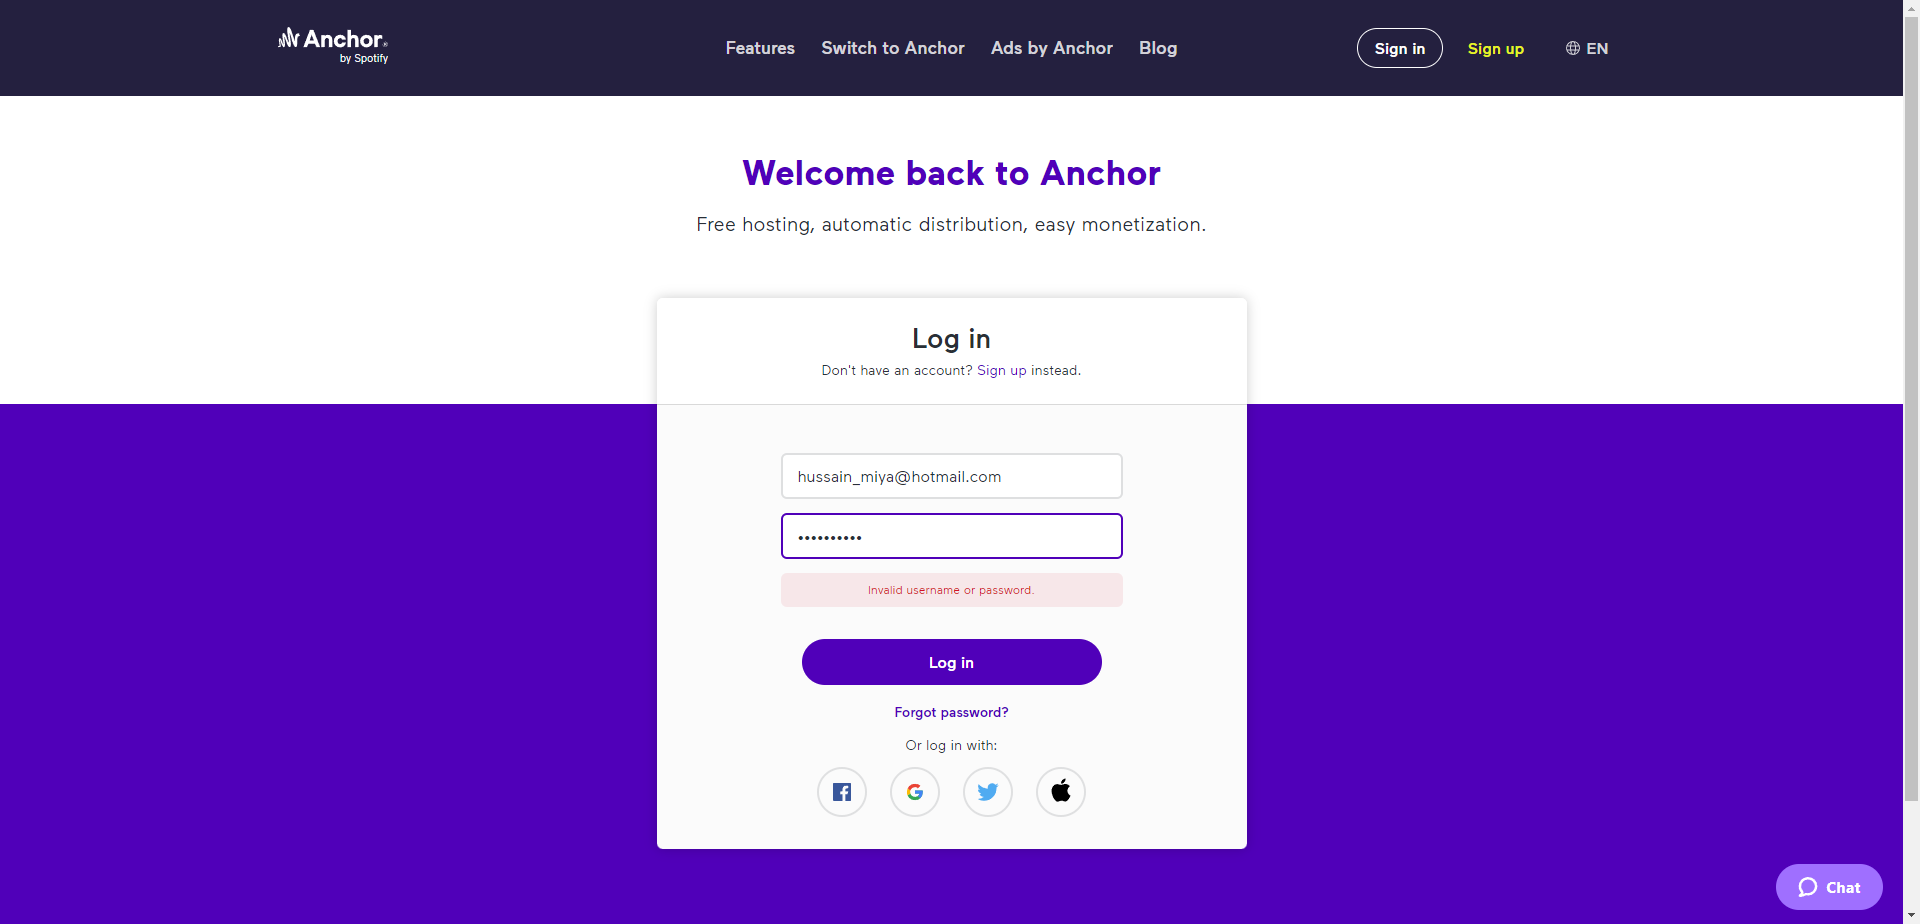 Anchor
by Spotify
Features Switch to Anchor Ads by Anchor Blog
Sign in Sign up EN
Welcome back to Anchor
Free hosting, automatic distribution, easy monetization.
Log in
Don't have an account? Sign up instead.
hussain_miya@hotmail.com
••••••••••
Invalid username or password.
Log in
Forgot password?
Or log in with:
Chat